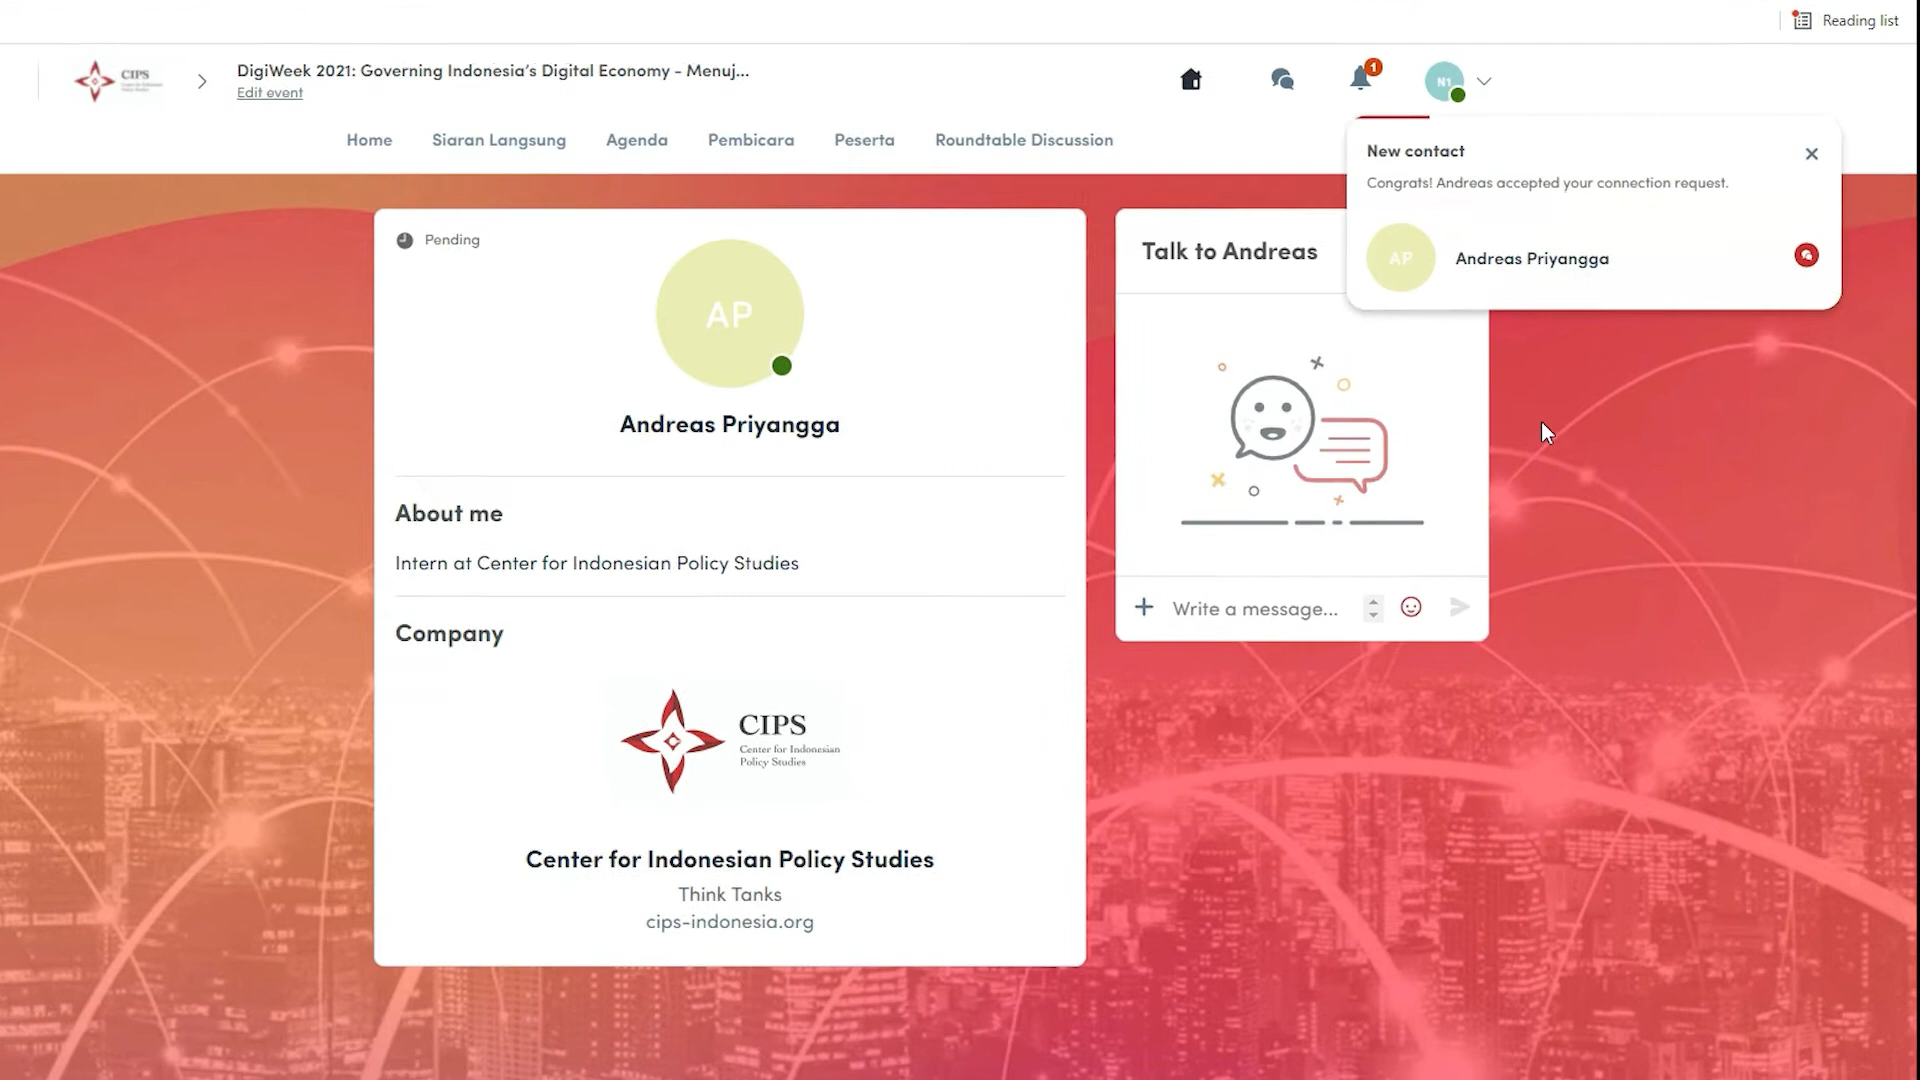 Reading list
CIPS
DigiWeek 2021: Governing Indonesia’s Digital Economy - Menuj...
Edit event
1
N1
Home
Siaran Langsung
Agenda
Pembicara
Peserta
Roundtable Discussion
New contact
Congrats! Andreas accepted your connection request.
AP
Andreas Priyangga
Pending
AP
Andreas Priyangga
About me
Intern at Center for Indonesian Policy Studies
Company
CIPS
Center for Indonesian
Policy Studies
Center for Indonesian Policy Studies
Think Tanks
cips-indonesia.org
Talk to Andreas
Write a message...